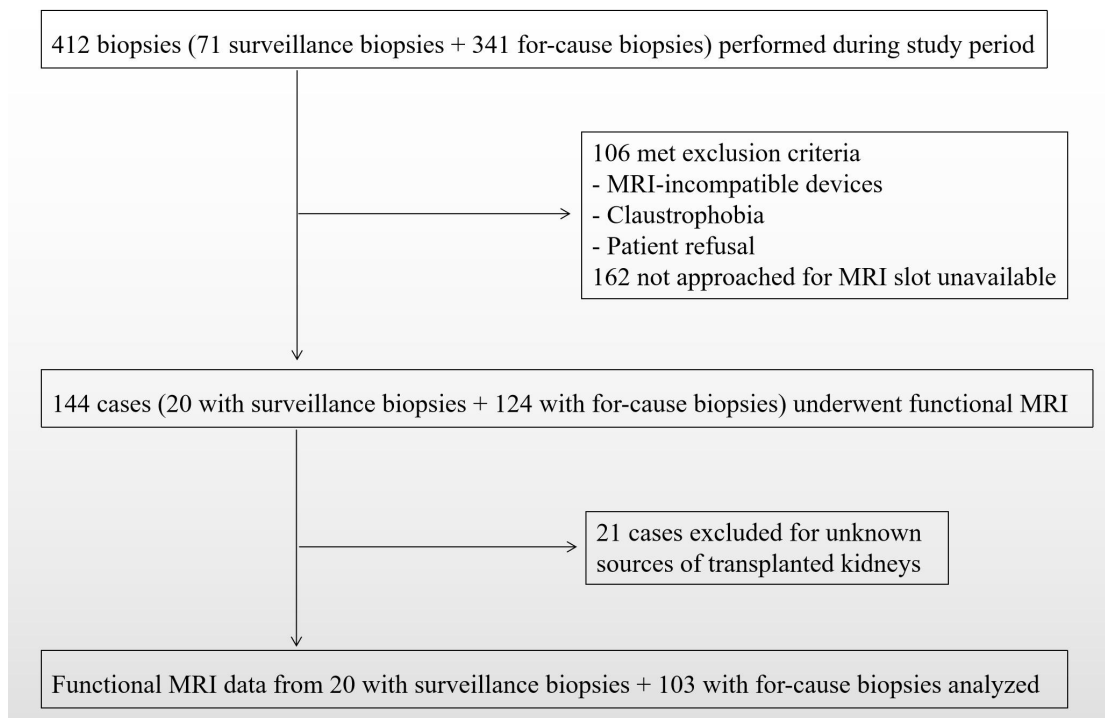 412 biopsies (71 surveillance biopsies + 341 for-cause biopsies) performed during study period
106 met exclusion criteria
- MRI-incompatible devices
- Claustrophobia
- Patient refusal
162 not approached for MRI slot unavailable
144 cases (20 with surveillance biopsies + 124 with for-cause biopsies) underwent functional MRI
21 cases excluded for unknown
sources of transplanted kidneys
Functional MRI data from 20 with surveillance biopsies + 103 with for-cause biopsies analyzed